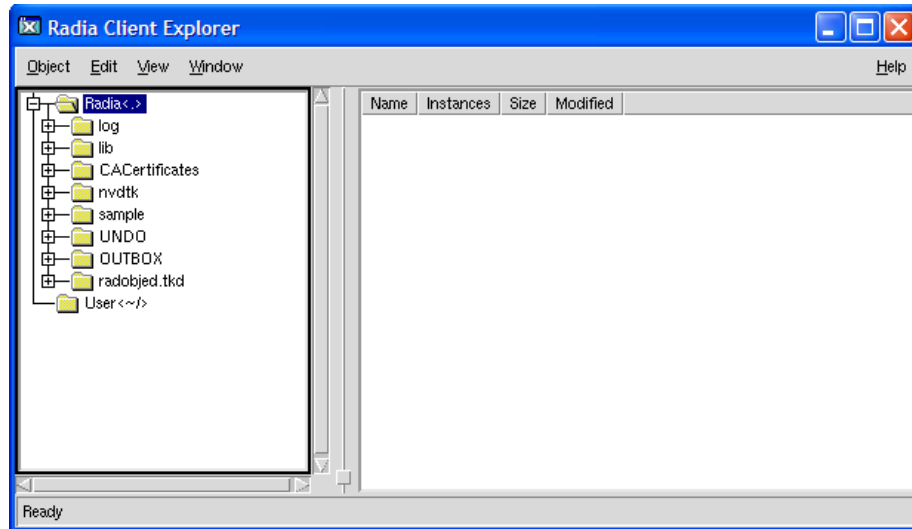 Radia Client Explorer
Object Edit View Window Help
Radia<.>
log
lib
CACertificates
nvdtk
sample
UNDO
OUTBOX
radobjed.tkd
User<~/>
Name Instances Size Modified
Ready